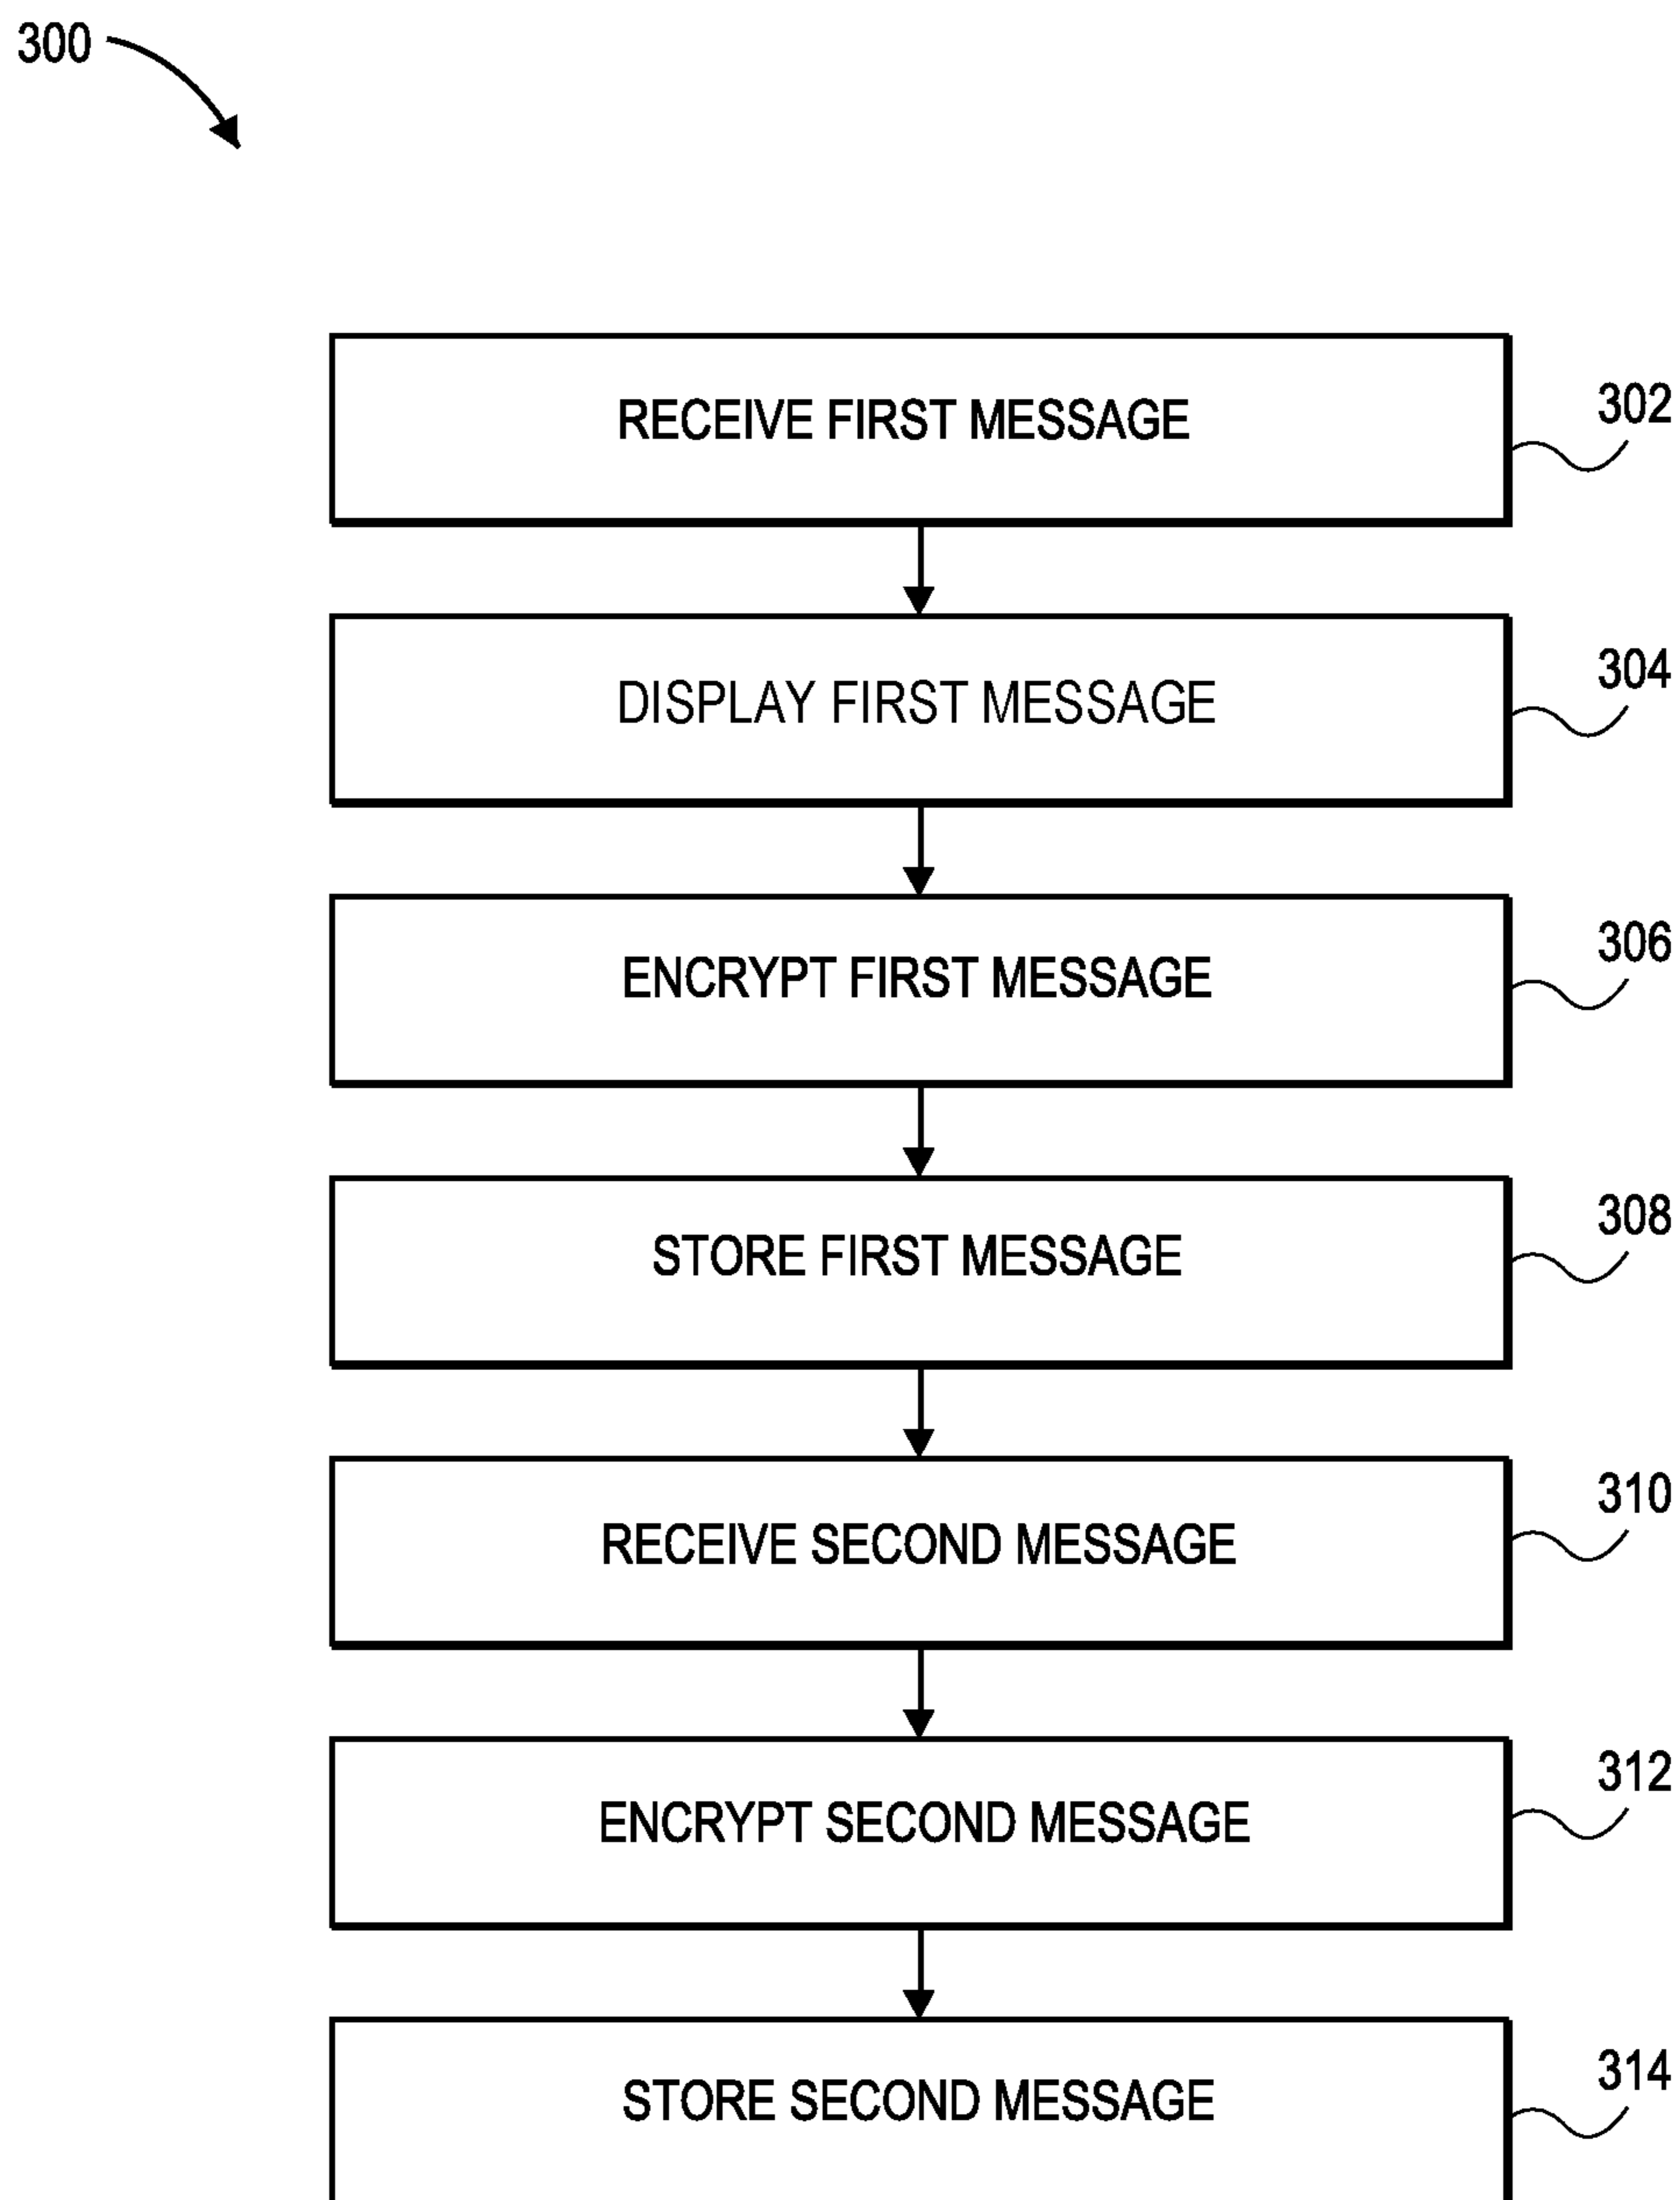 300
RECEIVE FIRST MESSAGE
302
DISPLAY FIRST MESSAGE
304
ENCRYPT FIRST MESSAGE
306
STORE FIRST MESSAGE
308
RECEIVE SECOND MESSAGE
310
ENCRYPT SECOND MESSAGE
312
STORE SECOND MESSAGE
314